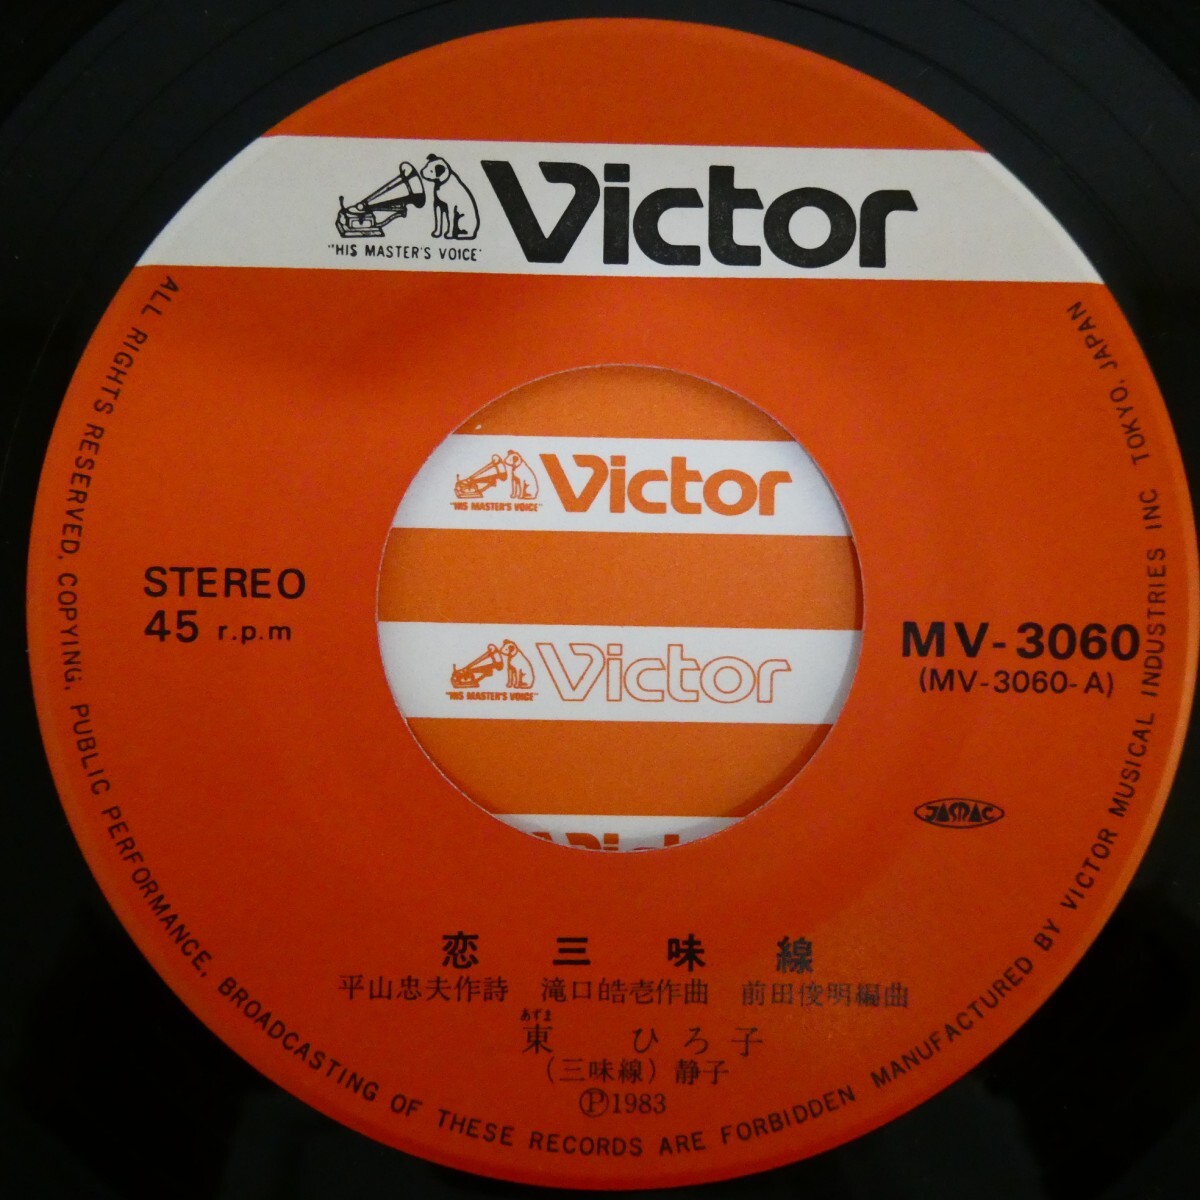 Victor
"HIS MASTER'S VOICE"
Victor
"HIS MASTER'S VOICE"
Victor
"HIS MASTER'S VOICE"
Victor
STEREO
45 r.p.m
MV-3060
(MV-3060-A)
JASRAC
恋三味線
平山忠夫作詩 滝口皓壱作曲 前田俊明編曲
あずま
東 ひろ子
(三味線) 静子
Ⓟ1983
ALL RIGHTS RESERVED, COPYING, PUBLIC PERFORMANCE, BROADCASTING OF THESE RECORDS ARE FORBIDDEN MANUFACTURED BY VICTOR MUSICAL INDUSTRIES INC TOKYO, JAPAN